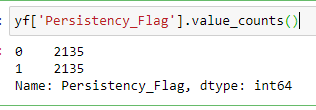 yf['Persistency_Flag'].value_counts()
0    2135
1    2135
Name: Persistency_Flag, dtype: int64